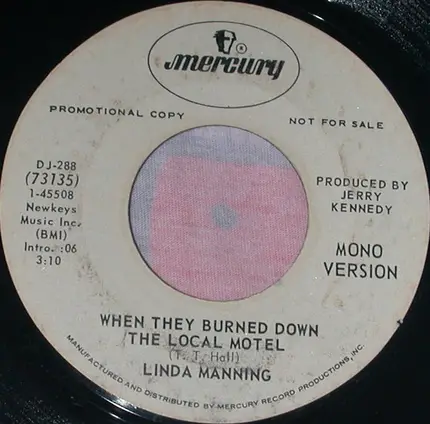 mercury
®
PROMOTIONAL COPY
NOT FOR SALE
DJ-288
(73135)
1-45508
Newkeys
Music Inc.
(BMI)
Intro. :06
3:10
PRODUCED BY
JERRY
KENNEDY
MONO
VERSION
WHEN THEY BURNED DOWN
THE LOCAL MOTEL
(T. T. Hall)
LINDA MANNING
MANUFACTURED AND DISTRIBUTED BY MERCURY RECORD PRODUCTIONS, INC.